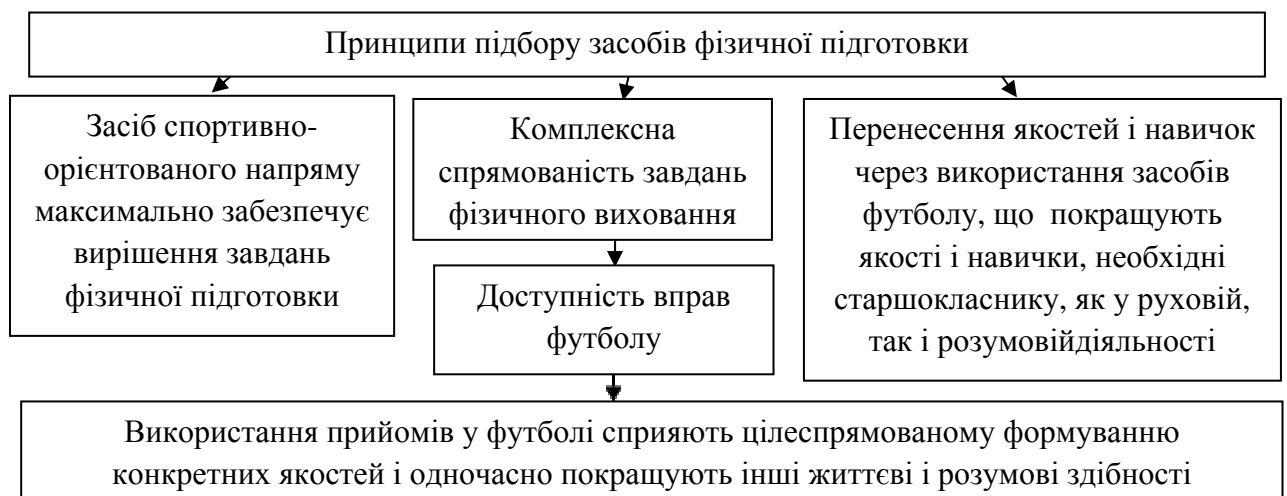 Принципи підбору засобів фізичної підготовки
Засіб спортивно-
орієнтованого напряму
максимально забезпечує
вирішення завдань
фізичної підготовки
Комплексна
спрямованість завдань
фізичного виховання
Доступність вправ
футболу
Перенесення якостей і навичок
через використання засобів
футболу, що покращують
якості і навички, необхідні
старшокласнику, як у руховій,
так і розумовійдіяльності
Використання прийомів у футболі сприяють цілеспрямованому формуванню
конкретних якостей і одночасно покращують інші життєві і розумові здібності